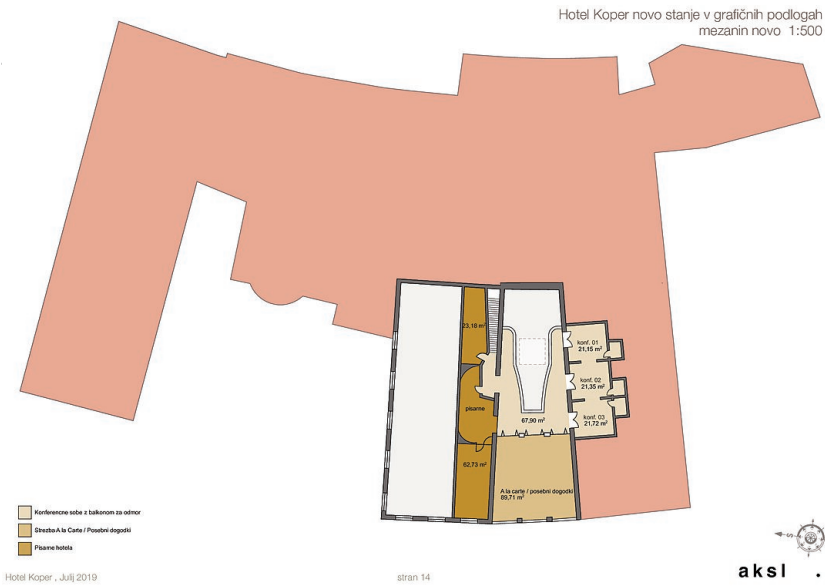 Hotel Koper novo stanje v grafičnih podlogah
mezanin novo 1:500
23,18 m²
konf. 01
21,15 m²
konf. 02
21,35 m²
pisarne
konf. 03
21,72 m²
67,90 m²
62,73 m²
A la carte / posebni dogodki
89,71 m²
Konferencne sobe z balkonom za odmor
Strezba A la Carte / Posebni dogodki
Pisarne hotela
S
Hotel Koper , Julij 2019
stran 14
aksl .